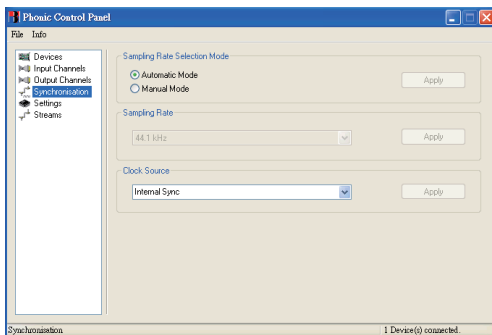 Phonic Control Panel
File Info
Devices
Input Channels
Output Channels
Synchronisation
Settings
Streams
Sampling Rate Selection Mode
Automatic Mode
Manual Mode
Apply
Sampling Rate
44.1 kHz
Apply
Clock Source
Internal Sync
Apply
Synchronisation
1 Device(s) connected.